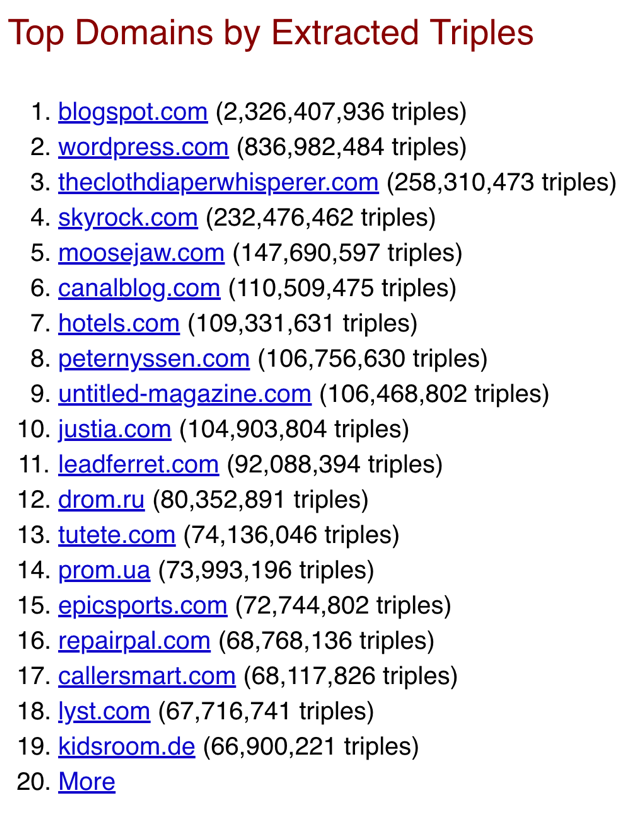 Top Domains by Extracted Triples
1. blogspot.com (2,326,407,936 triples)
2. wordpress.com (836,982,484 triples)
3. theclothdiaperwhisperer.com (258,310,473 triples)
4. skyrock.com (232,476,462 triples)
5. moosejaw.com (147,690,597 triples)
6. canalblog.com (110,509,475 triples)
7. hotels.com (109,331,631 triples)
8. peternyssen.com (106,756,630 triples)
9. untitled-magazine.com (106,468,802 triples)
10. justia.com (104,903,804 triples)
11. leadferret.com (92,088,394 triples)
12. drom.ru (80,352,891 triples)
13. tutete.com (74,136,046 triples)
14. prom.ua (73,993,196 triples)
15. epicsports.com (72,744,802 triples)
16. repairpal.com (68,768,136 triples)
17. callersmart.com (68,117,826 triples)
18. lyst.com (67,716,741 triples)
19. kidsroom.de (66,900,221 triples)
20. More